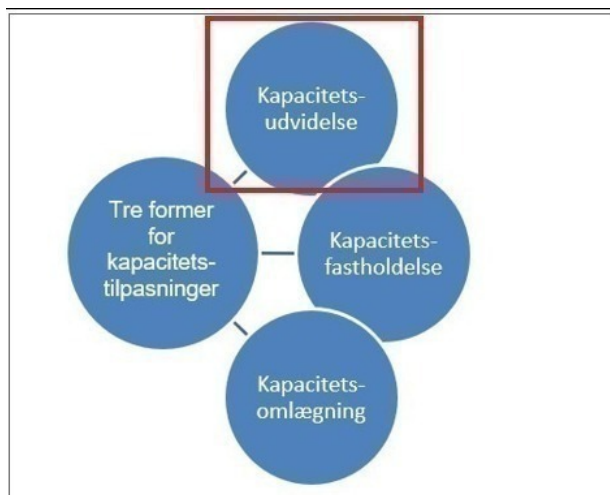 Kapacitets-
udvidelse
Tre former
for
kapacitets-
tilpasninger
Kapacitets-
fastholdelse
Kapacitets-
omlægning